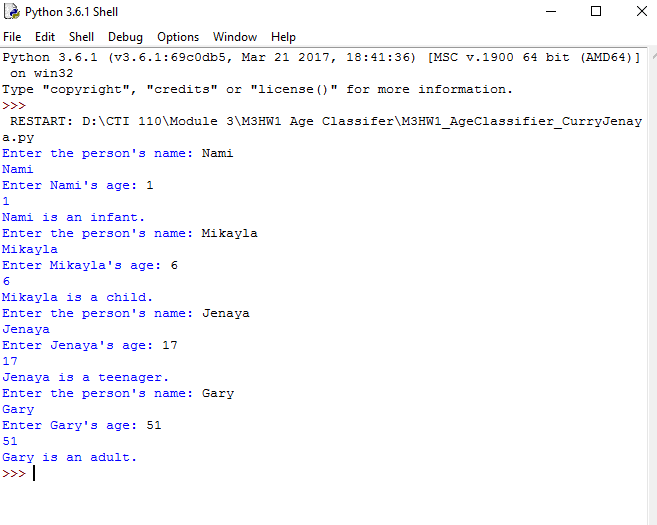 Python 3.6.1 Shell
File Edit Shell Debug Options Window Help
Python 3.6.1 (v3.6.1:69c0db5, Mar 21 2017, 18:41:36) [MSC v.1900 64 bit (AMD64)]
 on win32
Type "copyright", "credits" or "license()" for more information.
>>>
 RESTART: D:\CTI 110\Module 3\M3HW1 Age Classifer\M3HW1_AgeClassifier_CurryJenay
a.py
Enter the person's name: Nami
Nami
Enter Nami's age: 1
1
Nami is an infant.
Enter the person's name: Mikayla
Mikayla
Enter Mikayla's age: 6
6
Mikayla is a child.
Enter the person's name: Jenaya
Jenaya
Enter Jenaya's age: 17
17
Jenaya is a teenager.
Enter the person's name: Gary
Gary
Enter Gary's age: 51
51
Gary is an adult.
>>>